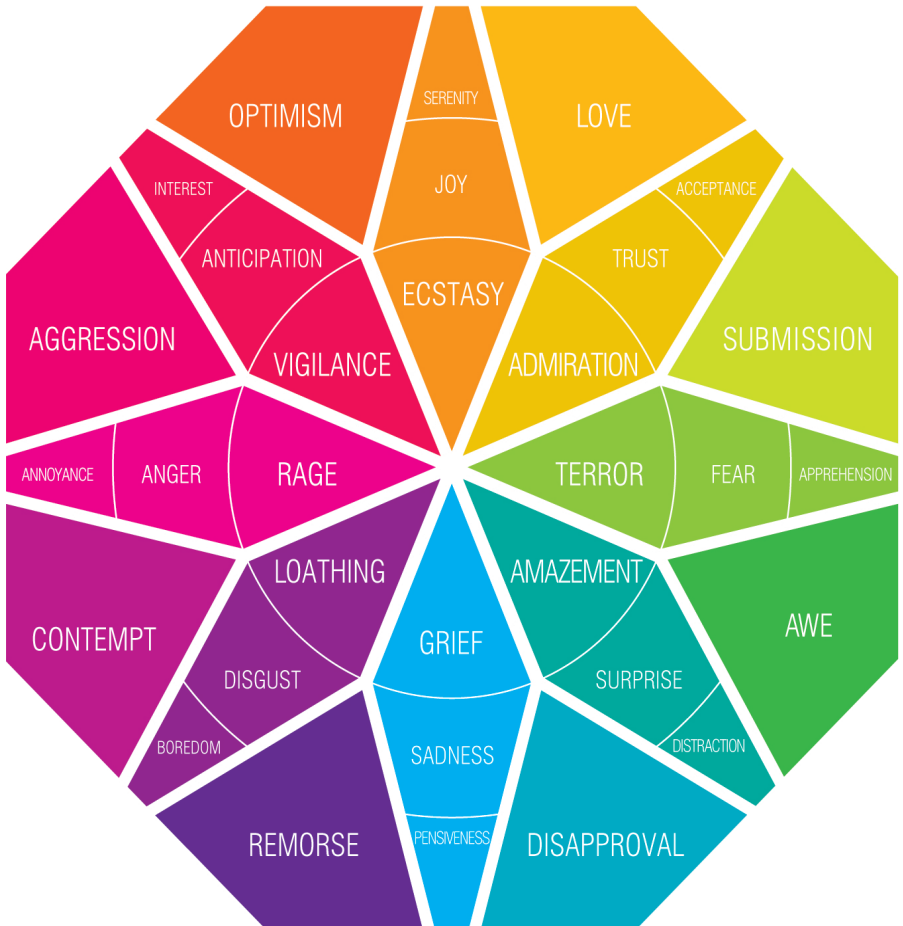 SERENITY
OPTIMISM
LOVE
JOY
INTEREST
ACCEPTANCE
ANTICIPATION
TRUST
ECSTASY
AGGRESSION
SUBMISSION
VIGILANCE
ADMIRATION
ANNOYANCE
ANGER
RAGE
TERROR
FEAR
APPREHENSION
LOATHING
AMAZEMENT
CONTEMPT
GRIEF
AWE
DISGUST
SURPRISE
BOREDOM
SADNESS
DISTRACTION
PENSIVENESS
REMORSE
DISAPPROVAL